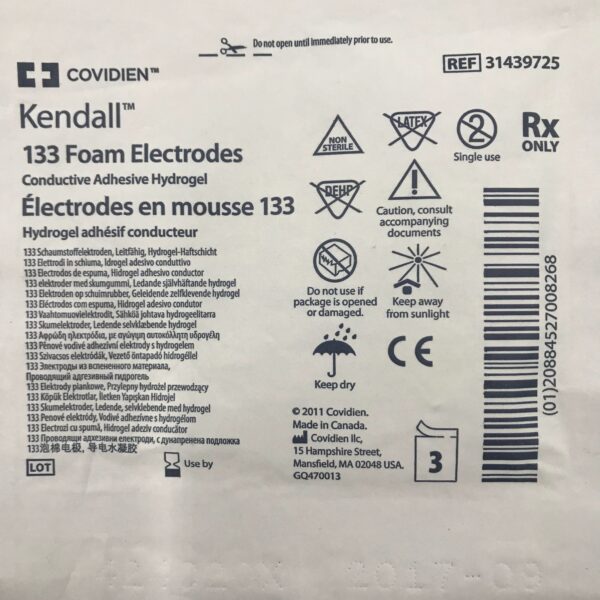 Do not open until immediately prior to use.
REF 31439725
COVIDIEN™
Kendall™
133 Foam Electrodes
Conductive Adhesive Hydrogel
Électrodes en mousse 133
Hydrogel adhésif conducteur
133 Schaumstoffelektroden, Leitfähig, Hydrogel-Haftschicht
133 Elettrodi in schiuma, Idrogel adesivo conduttivo
133 Electrodos de espuma, Hidrogel adhesivo conductor
133 elektroder med skumgummi, Ledande självhäftande hydrogel
133 Elektroden op schuimrubber, Geleidende zelfklevende hydrogel
133 Eléctrodos com espuma, Hidrogel adesivo condutor
133 Vaahtomuovielektrodit, Sähköä johtava hydrogeeliitarra
133 Skumelektroder, Ledende selvklæbende hydrogel
133 Αφρώδη ηλεκτρόδια, με αγώγιμη αυτοκόλλητη υδρογέλη
133 Pěnové vodivé adhezivní elektrody s hydrogelem
133 Szivacsos elektródák, Vezető öntapadó hidrogéllel
133 Электроды из вспененного материала,
Проводящий адгезивный гидрогель
133 Elektrody piankowe, Przylepny hydrożel przewodzący
133 Köpük Elektrotlar, İletken Yapışkan Hidrojel
133 Skumelektroder, Ledende, selvklebende med hydrogel
133 Penové elektródy, Vodivé adhezívne s hydrogélom
133 Electrozi cu spumă, Hidrogel adeziv conducător
133 Проводящи адхезивни електроди, с дунапренена подложка
133 泡棉电极, 导电水凝胶
LOT
Use by
NON
STERILE
LATEX
2
Single use
Rx
ONLY
DEHP
!
Caution, consult
accompanying
documents
Do not use if
package is opened
or damaged.
Keep away
from sunlight
Keep dry
CE
© 2011 Covidien.
Made in Canada.
Covidien llc,
15 Hampshire Street,
Mansfield, MA 02048 USA.
GQ470013
3
(01)20884527008268